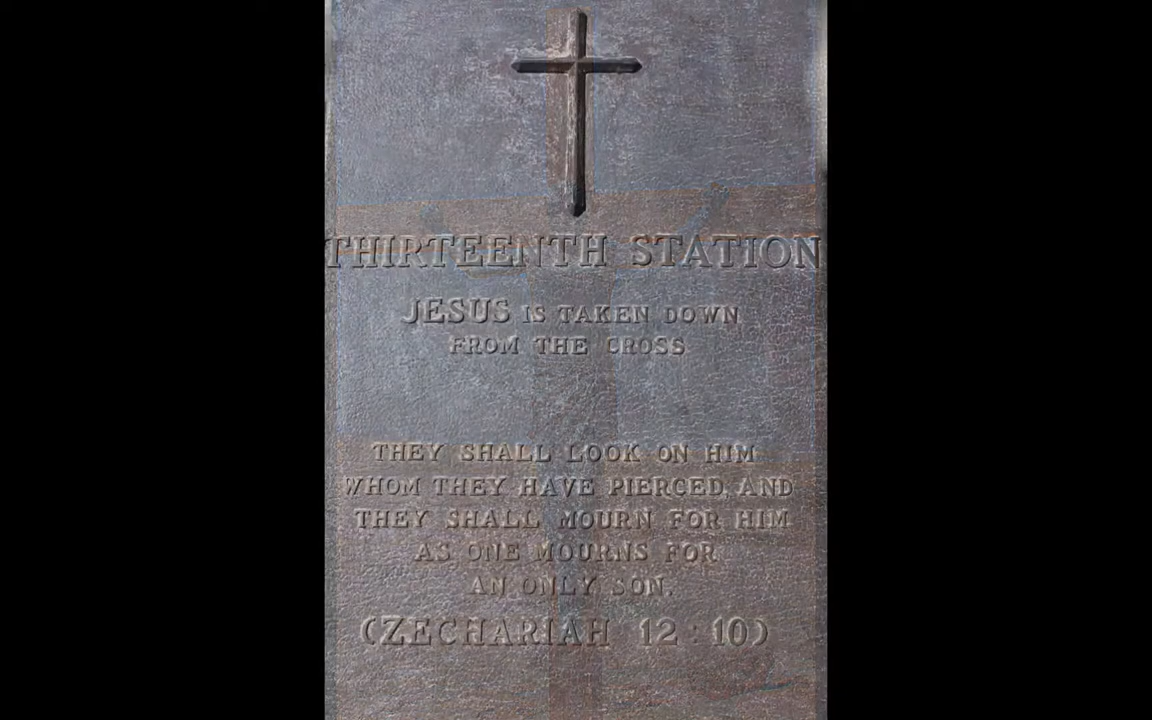 THIRTEENTH STATION
JESUS IS TAKEN DOWN
FROM THE CROSS
THEY SHALL LOOK ON HIM
WHOM THEY HAVE PIERCED, AND
THEY SHALL MOURN FOR HIM
AS ONE MOURNS FOR
AN ONLY SON.
(ZECHARIAH 12:10)